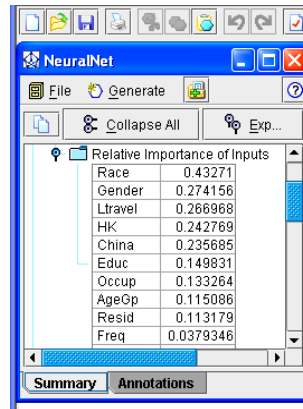 NeuralNet
File Generate
Collapse All Exp...
Relative Importance of Inputs
Race 0.43271
Gender 0.274156
Ltravel 0.266968
HK 0.242769
China 0.235685
Educ 0.149831
Occup 0.133264
AgeGp 0.115086
Resid 0.113179
Freq 0.0379346
Summary Annotations